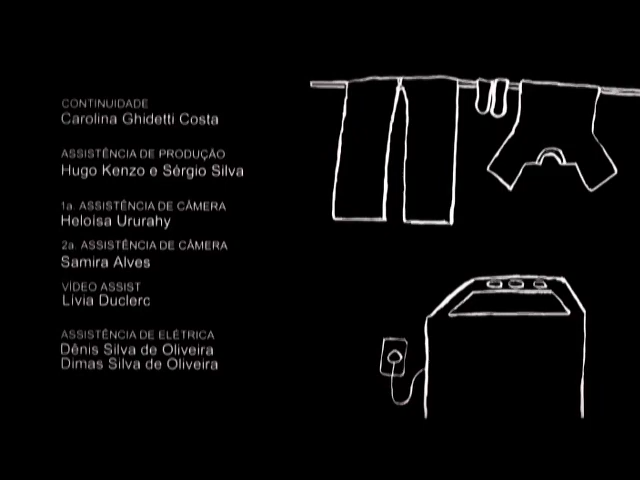 CONTINUIDADE
Carolina Ghidetti Costa
ASSISTÊNCIA DE PRODUÇÃO
Hugo Kenzo e Sérgio Silva
1a. ASSISTÊNCIA DE CÂMERA
Heloísa Ururahy
2a. ASSISTÊNCIA DE CÂMERA
Samira Alves
VÍDEO ASSIST
Lívia Duclerc
ASSISTÊNCIA DE ELÉTRICA
Dênis Silva de Oliveira
Dimas Silva de Oliveira